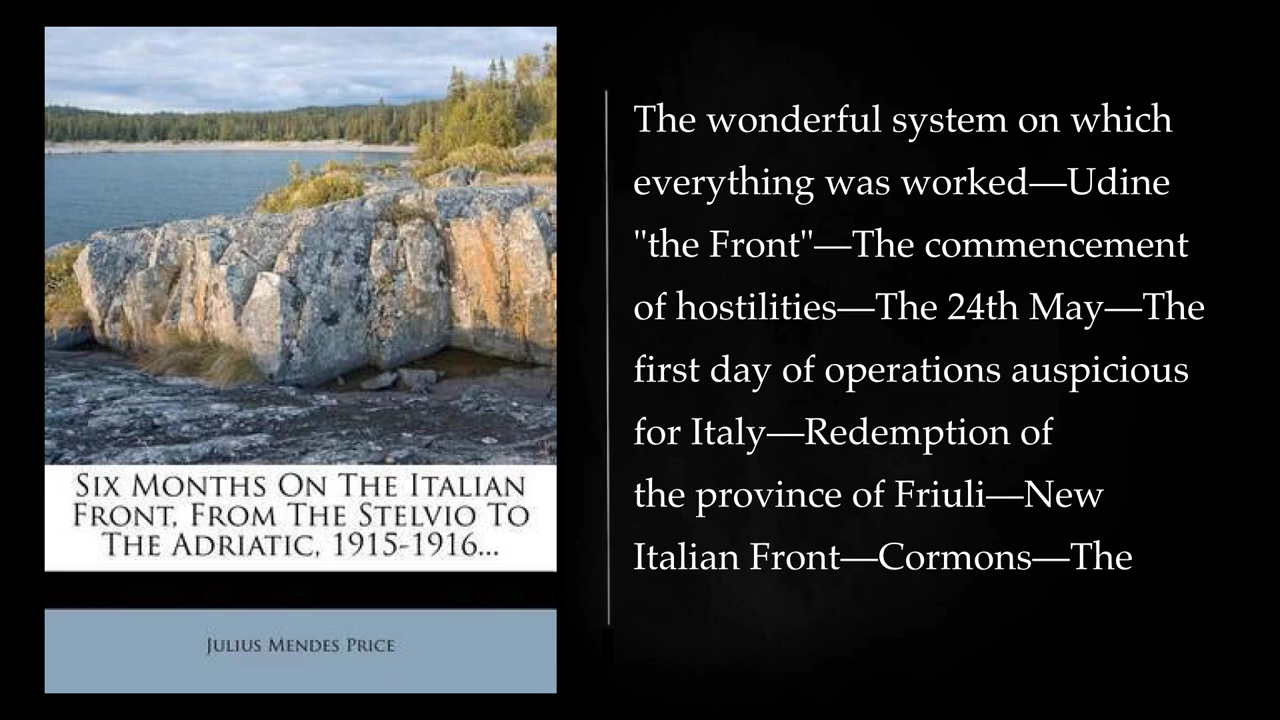 SIX MONTHS ON THE ITALIAN
FRONT, FROM THE STELVIO TO
THE ADRIATIC, 1915-1916...
JULIUS MENDES PRICE
The wonderful system on which
everything was worked—Udine
"the Front"—The commencement
of hostilities—The 24th May—The
first day of operations auspicious
for Italy—Redemption of
the province of Friuli—New
Italian Front—Cormons—The